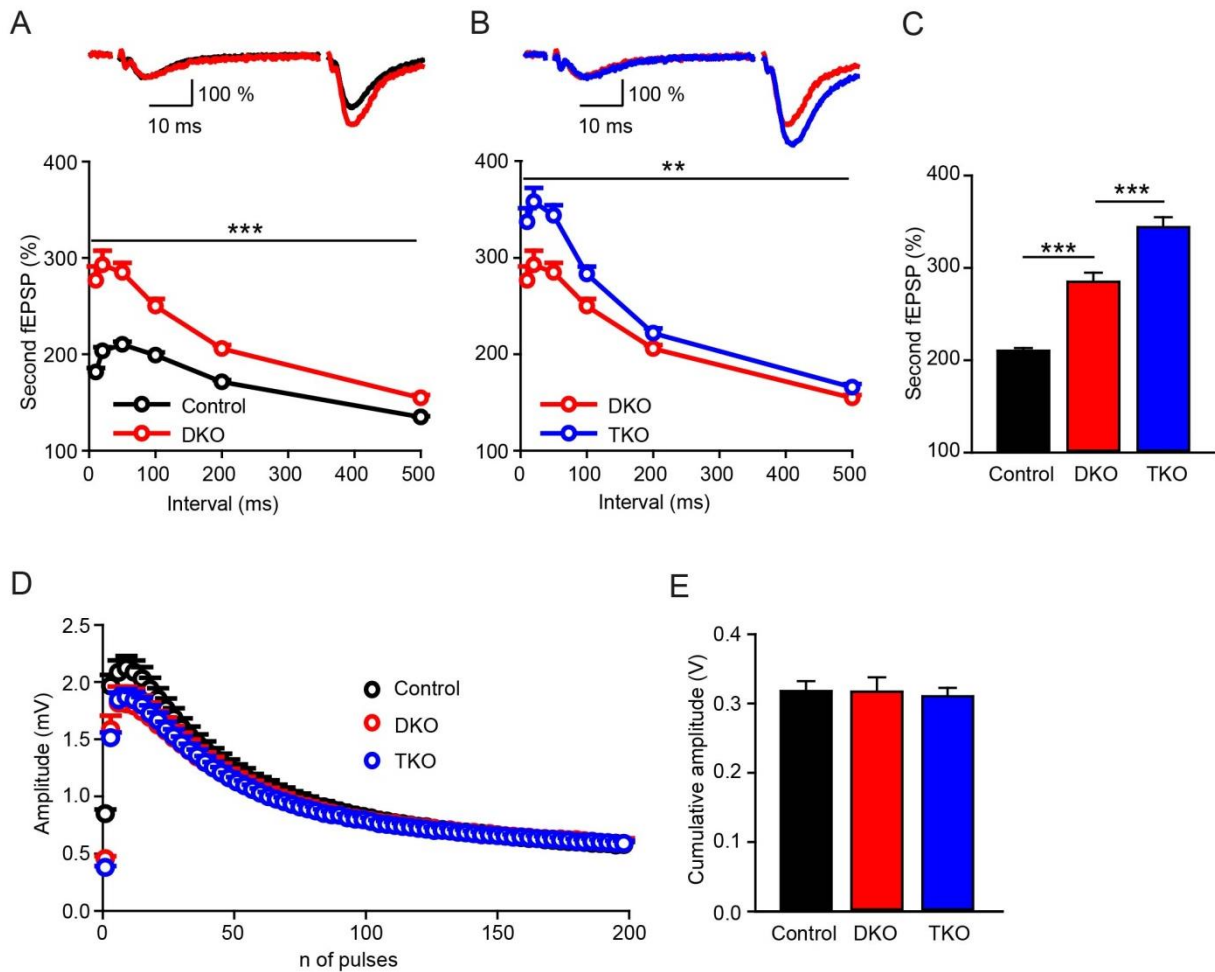 A
B
C
100 %
10 ms
100 %
10 ms
400
300
200
100
Second fEPSP (%)
***
Control
DKO
0 100 200 300 400 500
Interval (ms)
400
300
200
100
**
DKO
TKO
0 100 200 300 400 500
Interval (ms)
400
300
200
100
Second fEPSP (%)
***
***
Control DKO TKO
D
E
2.5
2.0
1.5
1.0
0.5
0.0
Amplitude (mV)
Control
DKO
TKO
0 50 100 150 200
n of pulses
0.4
0.3
0.2
0.1
0.0
Cumulative amplitude (V)
Control DKO TKO